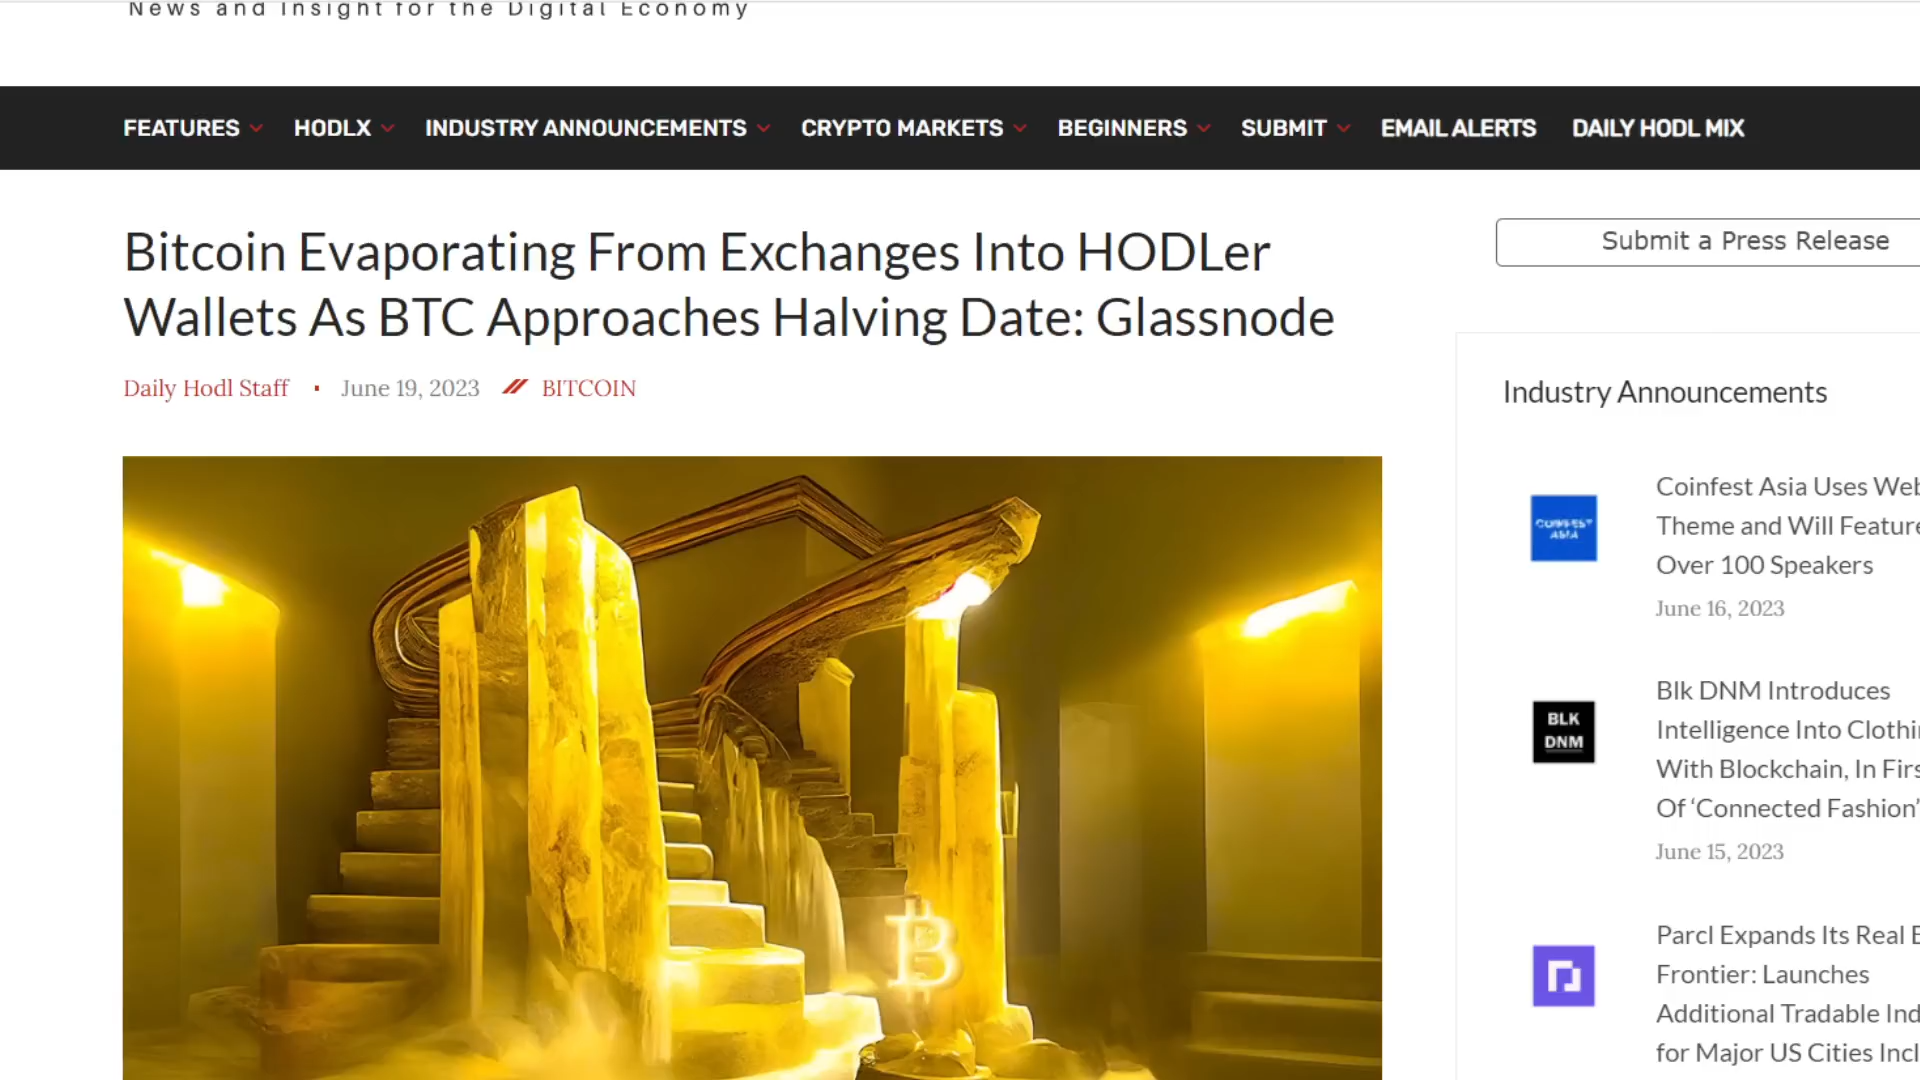 News and Insight for the Digital Economy
FEATURES HODLX INDUSTRY ANNOUNCEMENTS CRYPTO MARKETS BEGINNERS SUBMIT EMAIL ALERTS DAILY HODL MIX
Bitcoin Evaporating From Exchanges Into HODLer
Wallets As BTC Approaches Halving Date: Glassnode
Daily Hodl Staff June 19, 2023 BITCOIN
Submit a Press Release
Industry Announcements
COINFEST
ASIA
Coinfest Asia Uses Web
Theme and Will Feature
Over 100 Speakers
June 16, 2023
BLK
DNM
Blk DNM Introduces
Intelligence Into Clothi
With Blockchain, In Firs
Of ‘Connected Fashion’
June 15, 2023
Parcl Expands Its Real E
Frontier: Launches
Additional Tradable Ind
for Major US Cities Incl